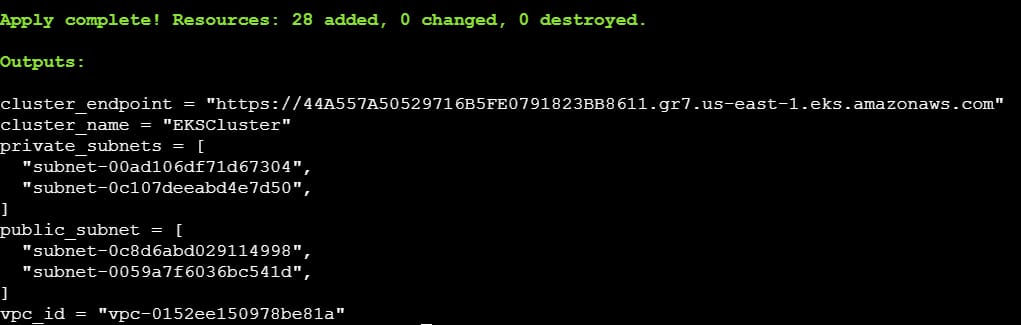 Apply complete! Resources: 28 added, 0 changed, 0 destroyed.
Outputs:
cluster_endpoint = "https://44A557A50529716B5FE0791823BB8611.gr7.us-east-1.eks.amazonaws.com"
cluster_name = "EKSCluster"
private_subnets = [
  "subnet-00ad106df71d67304",
  "subnet-0c107deeabd4e7d50",
]
public_subnet = [
  "subnet-0c8d6abd029114998",
  "subnet-0059a7f6036bc541d",
]
vpc_id = "vpc-0152ee150978be81a"